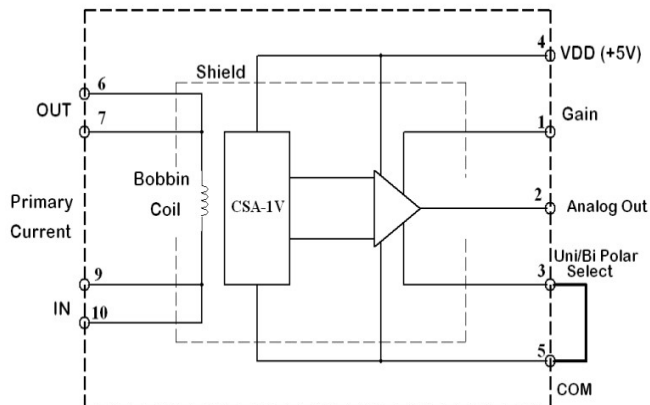 4
VDD (+5V)
Shield
6
OUT
7
1
Gain
Bobbin
Coil
CSA-1V
2
Analog Out
Primary
Current
9
IN
10
Uni/Bi Polar
Select
3
5
COM